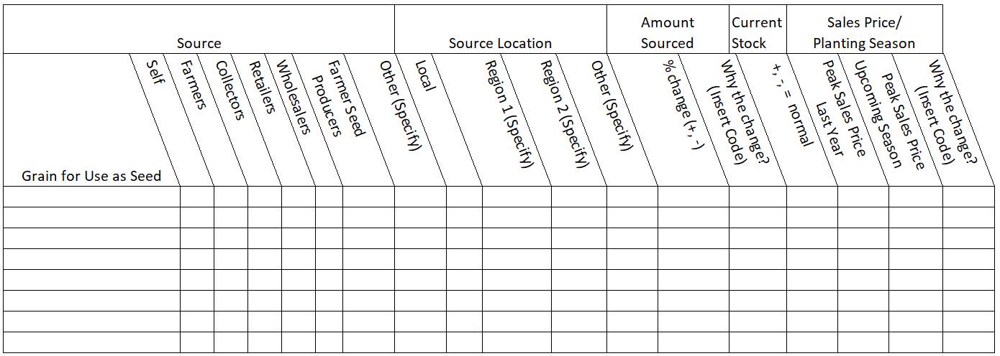 Source
Source Location
Amount
Sourced
Current
Stock
Sales Price/
Planting Season
Grain for Use as Seed
Self
Farmers
Collectors
Retailers
Wholesalers
Farmer Seed
Producers
Other (Specify)
Local
Region 1 (Specify)
Region 2 (Specify)
Other (Specify)
% change (+, -)
Why the change?
(Insert Code)
+, -, = normal
Peak Sales Price
Last Year
Peak Sales Price
Upcoming Season
Why the change?
(Insert Code)